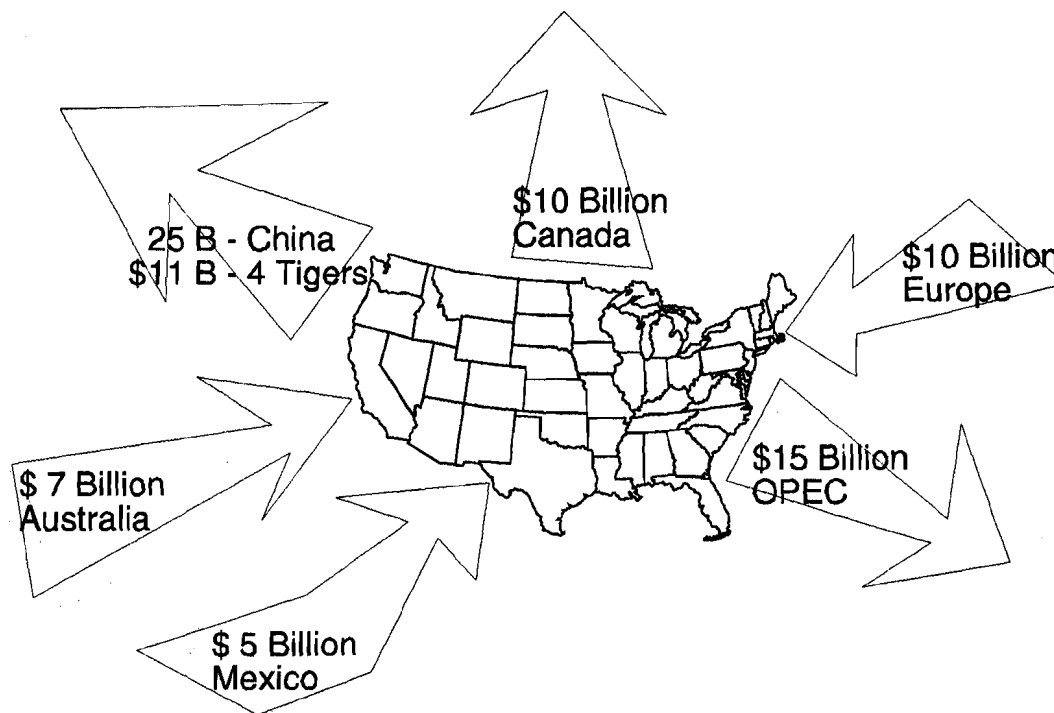 $10 Billion
Canada
25 B - China
$11 B - 4 Tigers
$10 Billion
Europe
$15 Billion
OPEC
$ 7 Billion
Australia
$ 5 Billion
Mexico